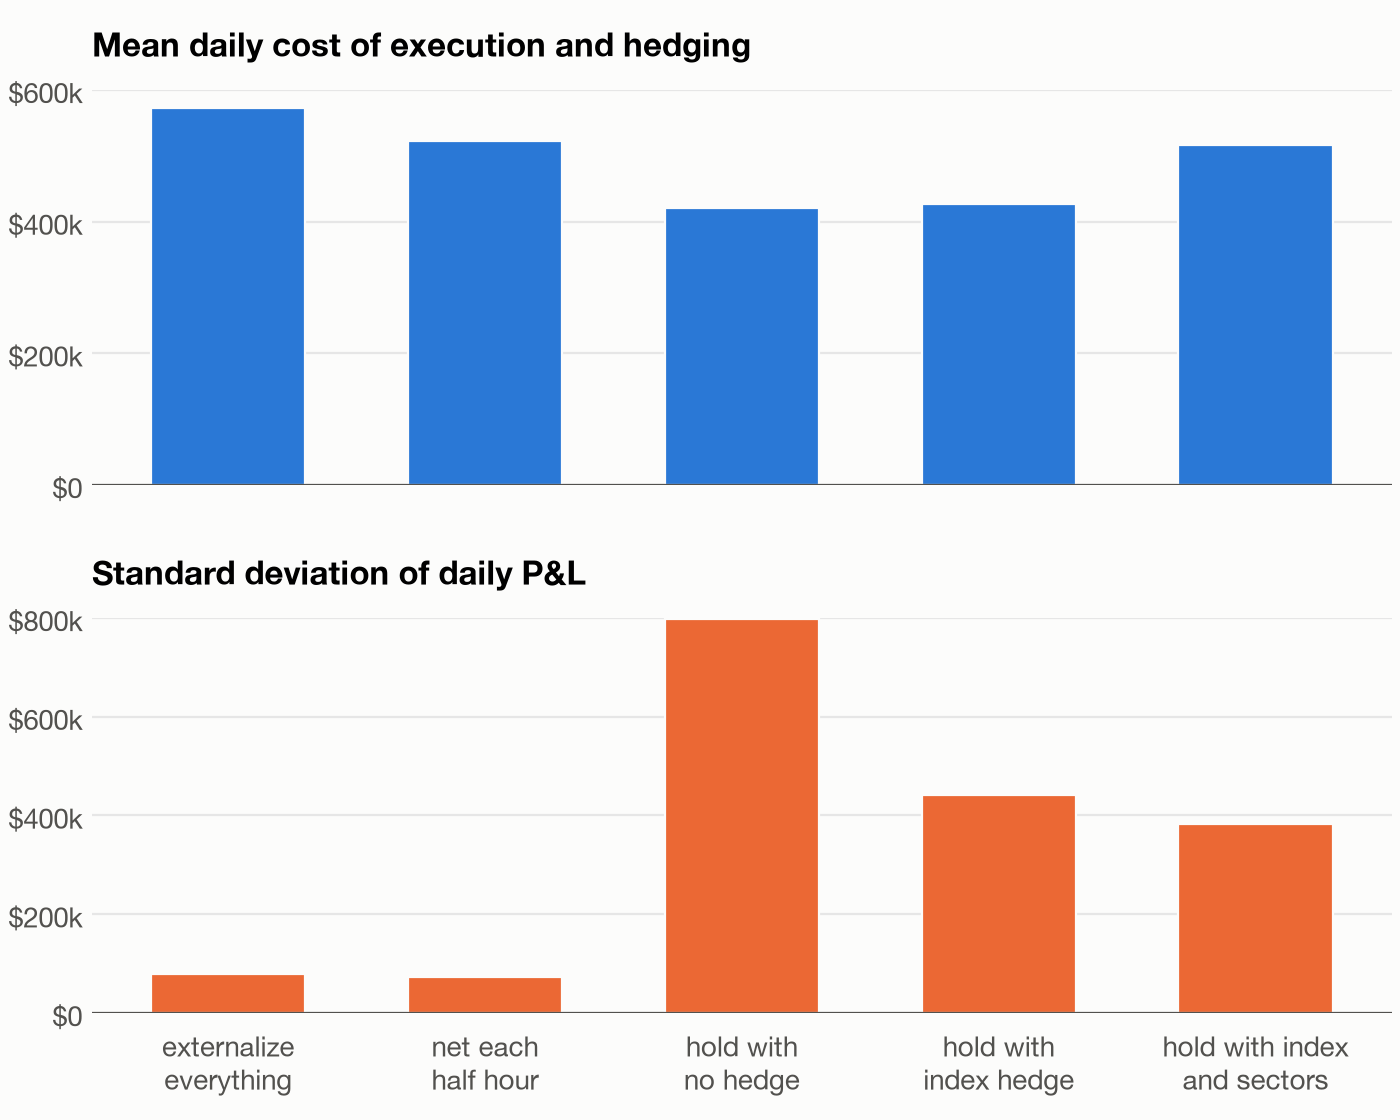 Mean daily cost of execution and hedging
$600k
$400k
$200k
$0
Standard deviation of daily P&L
$800k
$600k
$400k
$200k
$0
externalize everything
net each half hour
hold with no hedge
hold with index hedge
hold with index and sectors